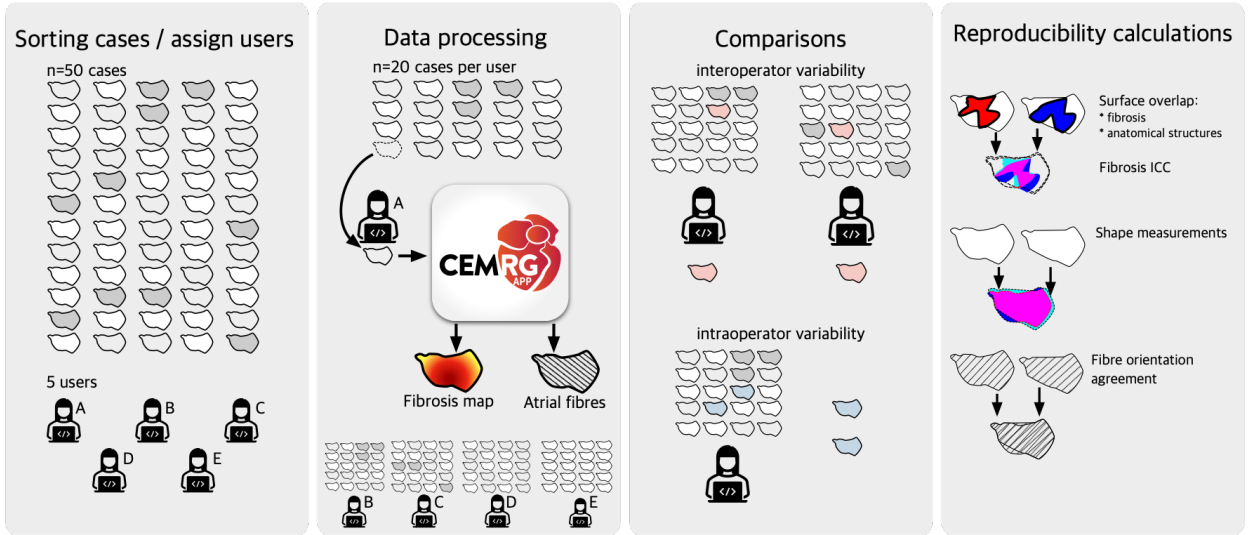 Sorting cases / assign users
n=50 cases
5 users
A
B
C
D
E
Data processing
n=20 cases per user
A
CEMRG
APP
Fibrosis map
Atrial fibres
B
C
D
E
Comparisons
interoperator variability
intraoperator variability
Reproducibility calculations
Surface overlap:
* fibrosis
* anatomical structures
Fibrosis ICC
Shape measurements
Fibre orientation
agreement